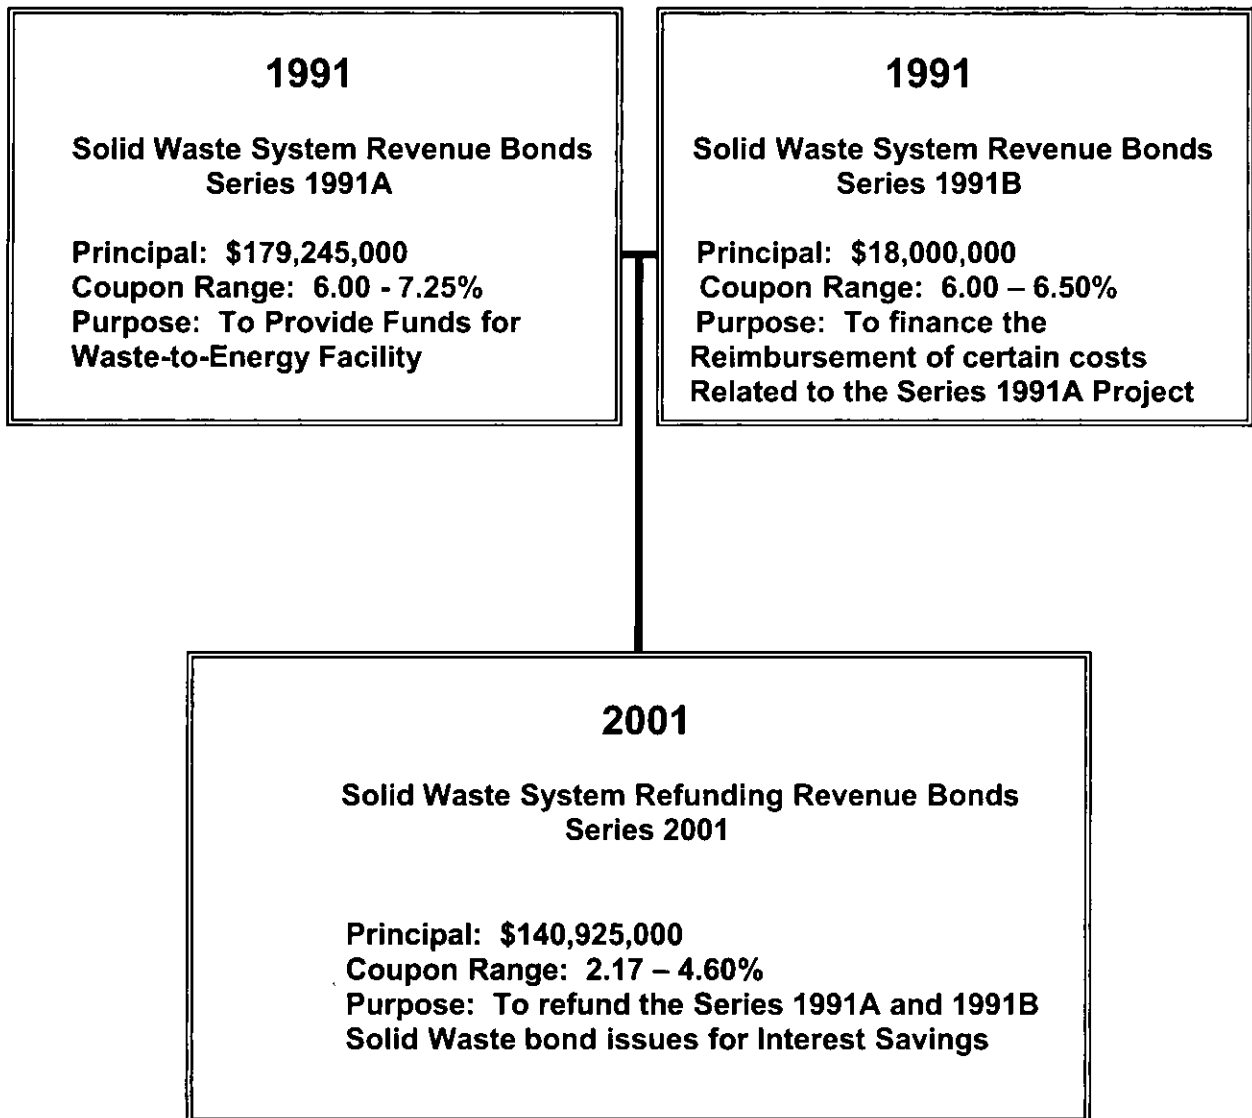 1991
Solid Waste System Revenue Bonds
Series 1991A
Principal: $179,245,000
Coupon Range: 6.00 - 7.25%
Purpose: To Provide Funds for
Waste-to-Energy Facility
1991
Solid Waste System Revenue Bonds
Series 1991B
Principal: $18,000,000
Coupon Range: 6.00 – 6.50%
Purpose: To finance the
Reimbursement of certain costs
Related to the Series 1991A Project
2001
Solid Waste System Refunding Revenue Bonds
Series 2001
Principal: $140,925,000
Coupon Range: 2.17 – 4.60%
Purpose: To refund the Series 1991A and 1991B
Solid Waste bond issues for Interest Savings